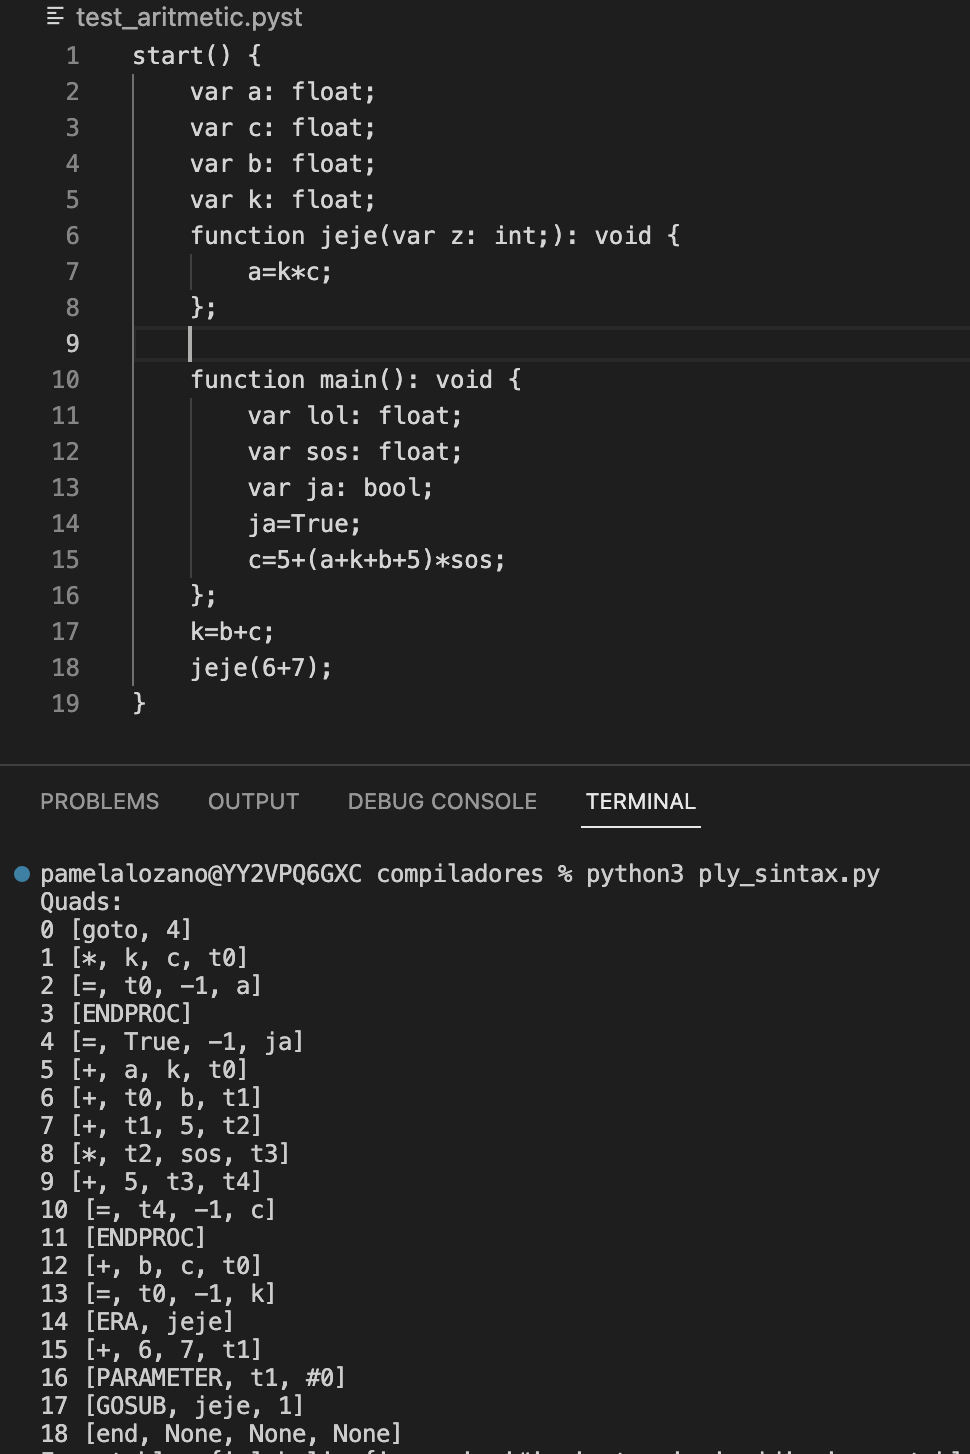 test_aritmetic.pyst
1 start() {
2 var a: float;
3 var c: float;
4 var b: float;
5 var k: float;
6 function jeje(var z: int;): void {
7 a=k*c;
8 };
9
10 function main(): void {
11 var lol: float;
12 var sos: float;
13 var ja: bool;
14 ja=True;
15 c=5+(a+k+b+5)*sos;
16 };
17 k=b+c;
18 jeje(6+7);
19 }
PROBLEMS OUTPUT DEBUG CONSOLE TERMINAL
pamelalozano@YY2VPQ6GXC compiladores % python3 ply_sintax.py
Quads:
0 [goto, 4]
1 [*, k, c, t0]
2 [=, t0, -1, a]
3 [ENDPROC]
4 [=, True, -1, ja]
5 [+, a, k, t0]
6 [+, t0, b, t1]
7 [+, t1, 5, t2]
8 [*, t2, sos, t3]
9 [+, 5, t3, t4]
10 [=, t4, -1, c]
11 [ENDPROC]
12 [+, b, c, t0]
13 [=, t0, -1, k]
14 [ERA, jeje]
15 [+, 6, 7, t1]
16 [PARAMETER, t1, #0]
17 [GOSUB, jeje, 1]
18 [end, None, None, None]